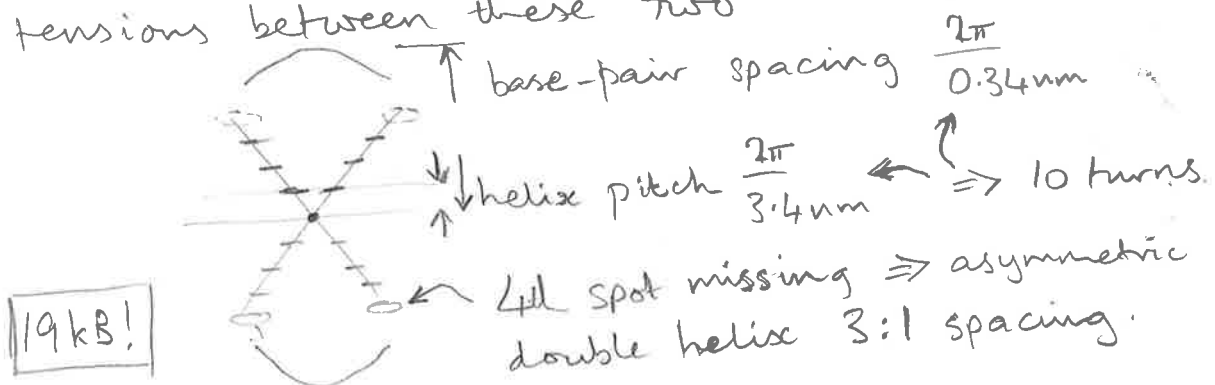 tensions between these two
base-pair spacing 2π/0.34nm
helix pitch 2π/3.4nm ⇒ 10 turns.
4th spot missing ⇒ asymmetric
double helix 3:1 spacing.
19kB!